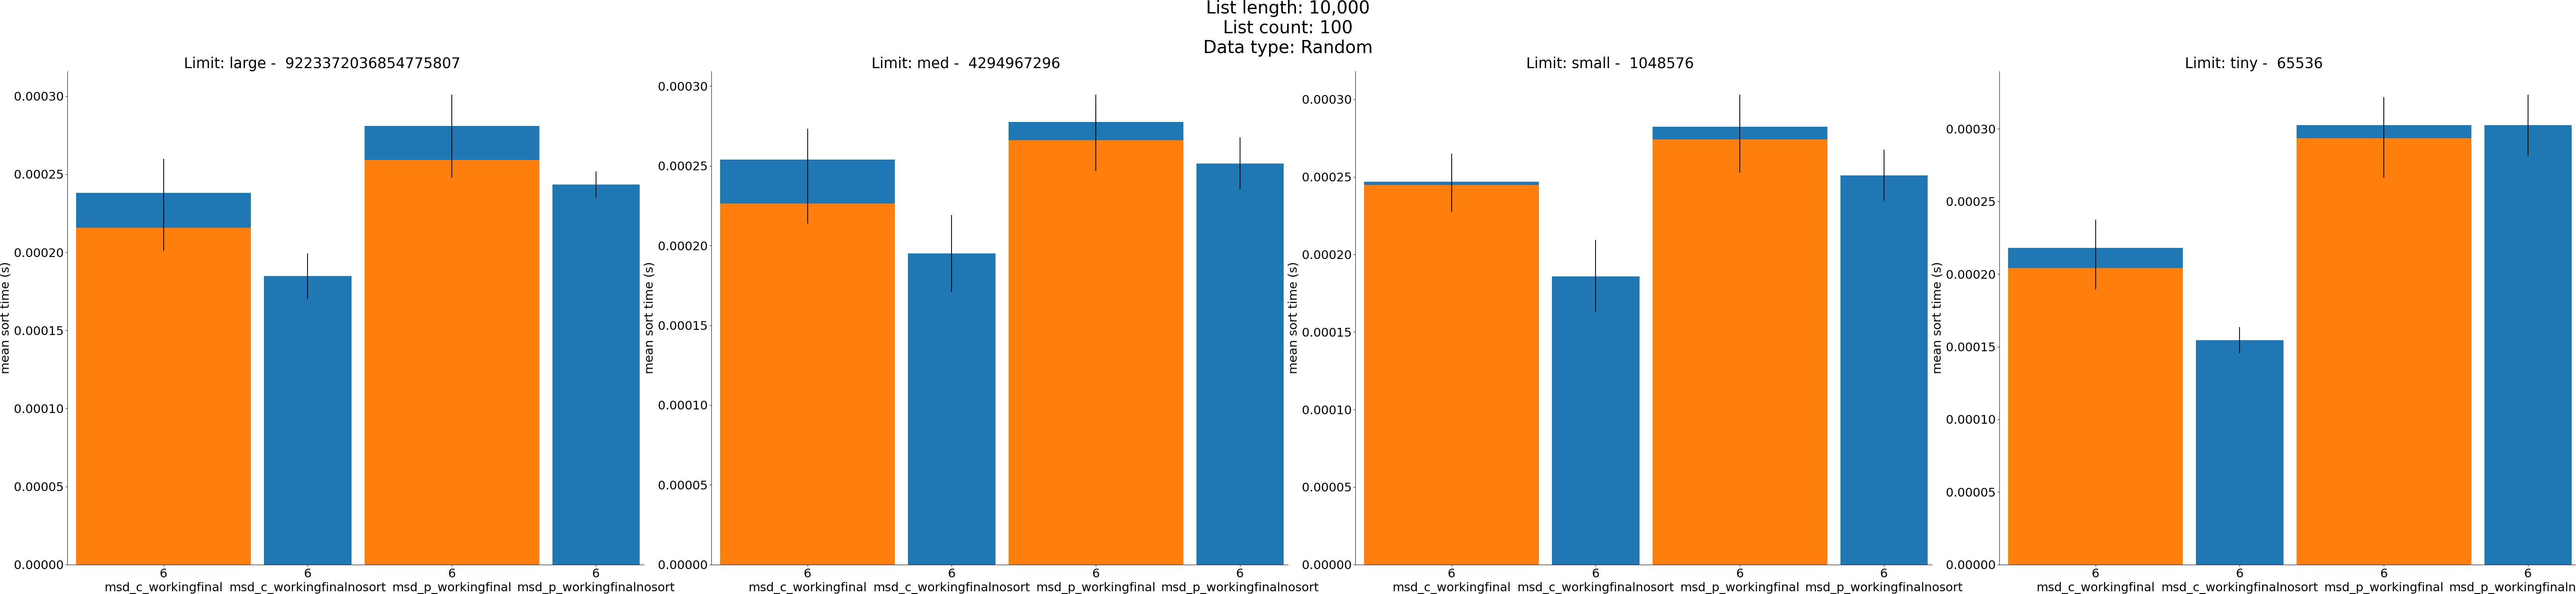 List length: 10,000
List count: 100
Data type: Random
Limit: large - 9223372036854775807
mean sort time (s)
0.00030
0.00025
0.00020
0.00015
0.00010
0.00005
0.00000
6 6 6 6
msd_c_workingfinal msd_c_workingfinalnosort msd_p_workingfinal msd_p_workingfinalnosort
Limit: med - 4294967296
mean sort time (s)
0.00030
0.00025
0.00020
0.00015
0.00010
0.00005
0.00000
6 6 6 6
msd_c_workingfinal msd_c_workingfinalnosort msd_p_workingfinal msd_p_workingfinalnosort
Limit: small - 1048576
mean sort time (s)
0.00030
0.00025
0.00020
0.00015
0.00010
0.00005
0.00000
6 6 6 6
msd_c_workingfinal msd_c_workingfinalnosort msd_p_workingfinal msd_p_workingfinalnosort
Limit: tiny - 65536
mean sort time (s)
0.00030
0.00025
0.00020
0.00015
0.00010
0.00005
0.00000
6 6 6 6
msd_c_workingfinal msd_c_workingfinalnosort msd_p_workingfinal msd_p_workingfinaln